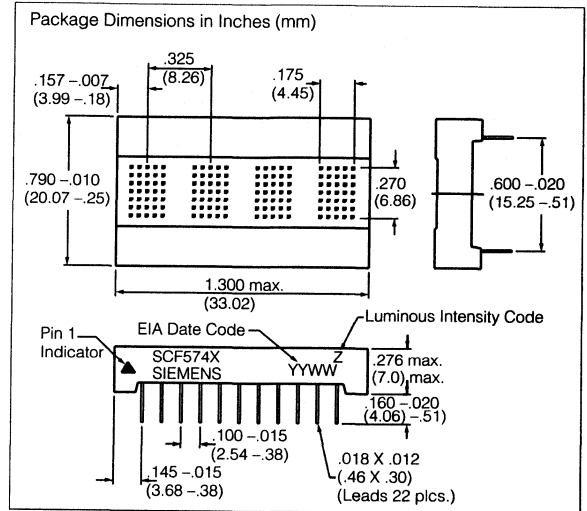 Package Dimensions in Inches (mm)
.325
(8.26)
.157 –.007
(3.99 –.18)
.175
(4.45)
.790 –.010
(20.07 –.25)
.270
(6.86)
.600 –.020
(15.25 –.51)
1.300 max.
(33.02)
Luminous Intensity Code
EIA Date Code
Pin 1
Indicator
SCF574X
SIEMENS
YYWW
Z
.276 max.
(7.0) max.
.160 –.020
(4.06) –.51)
.100 –.015
(2.54 –.38)
.145 –.015
(3.68 –.38)
.018 X .012
(.46 X .30)
(Leads 22 plcs.)